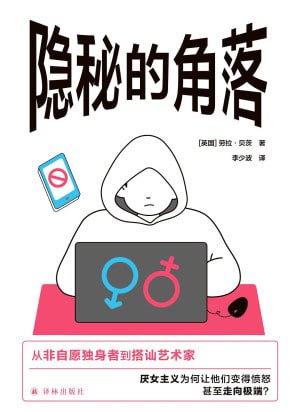 隐秘的角落
[英国] 劳拉·贝茨 著
李少波 译
从非自愿独身者到搭讪艺术家
厌女主义为何让他们变得愤怒
甚至走向极端？
译林出版社